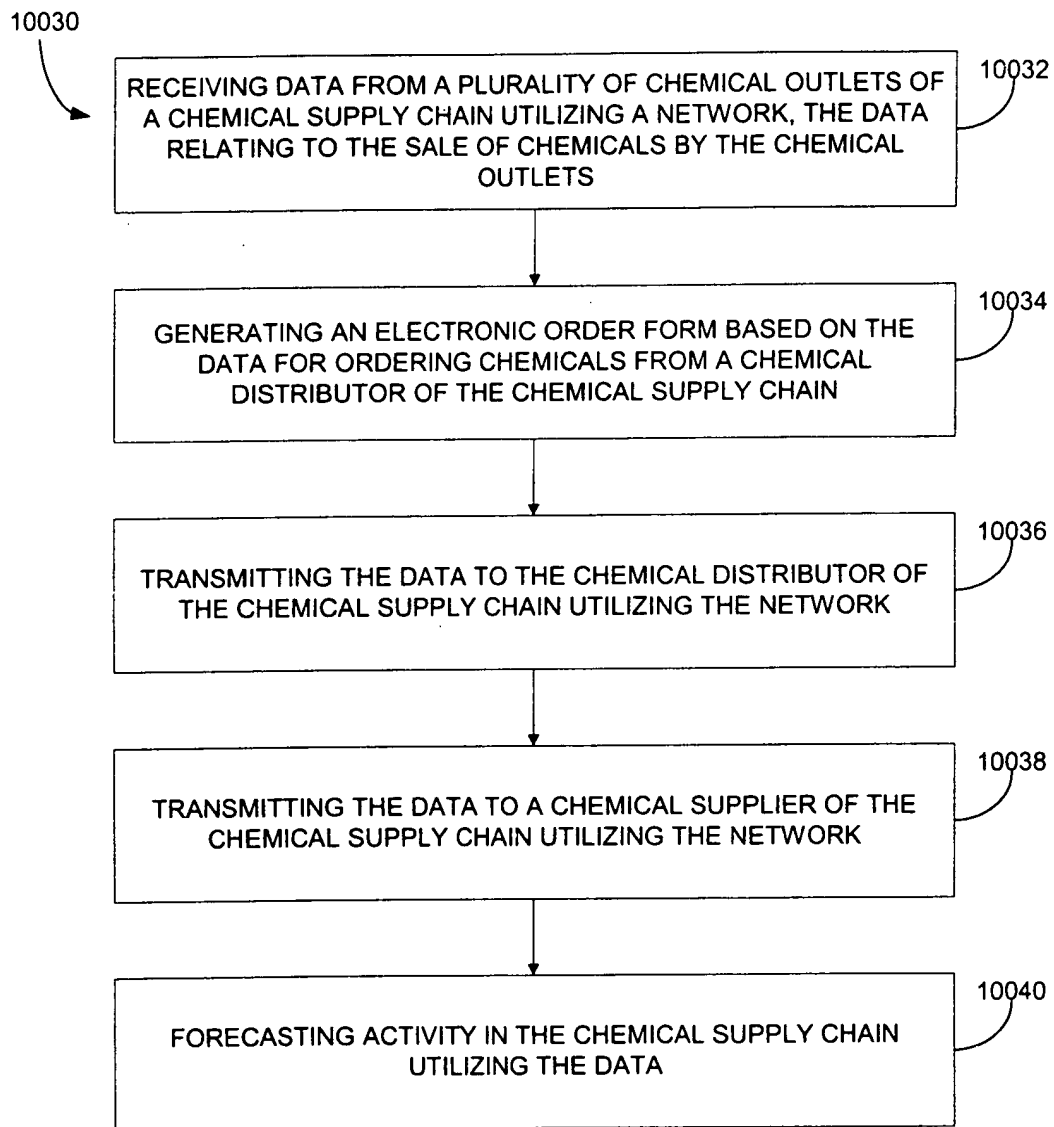 10030
RECEIVING DATA FROM A PLURALITY OF CHEMICAL OUTLETS OF
A CHEMICAL SUPPLY CHAIN UTILIZING A NETWORK, THE DATA
RELATING TO THE SALE OF CHEMICALS BY THE CHEMICAL
OUTLETS
10032
GENERATING AN ELECTRONIC ORDER FORM BASED ON THE
DATA FOR ORDERING CHEMICALS FROM A CHEMICAL
DISTRIBUTOR OF THE CHEMICAL SUPPLY CHAIN
10034
TRANSMITTING THE DATA TO THE CHEMICAL DISTRIBUTOR OF
THE CHEMICAL SUPPLY CHAIN UTILIZING THE NETWORK
10036
TRANSMITTING THE DATA TO A CHEMICAL SUPPLIER OF THE
CHEMICAL SUPPLY CHAIN UTILIZING THE NETWORK
10038
FORECASTING ACTIVITY IN THE CHEMICAL SUPPLY CHAIN
UTILIZING THE DATA
10040